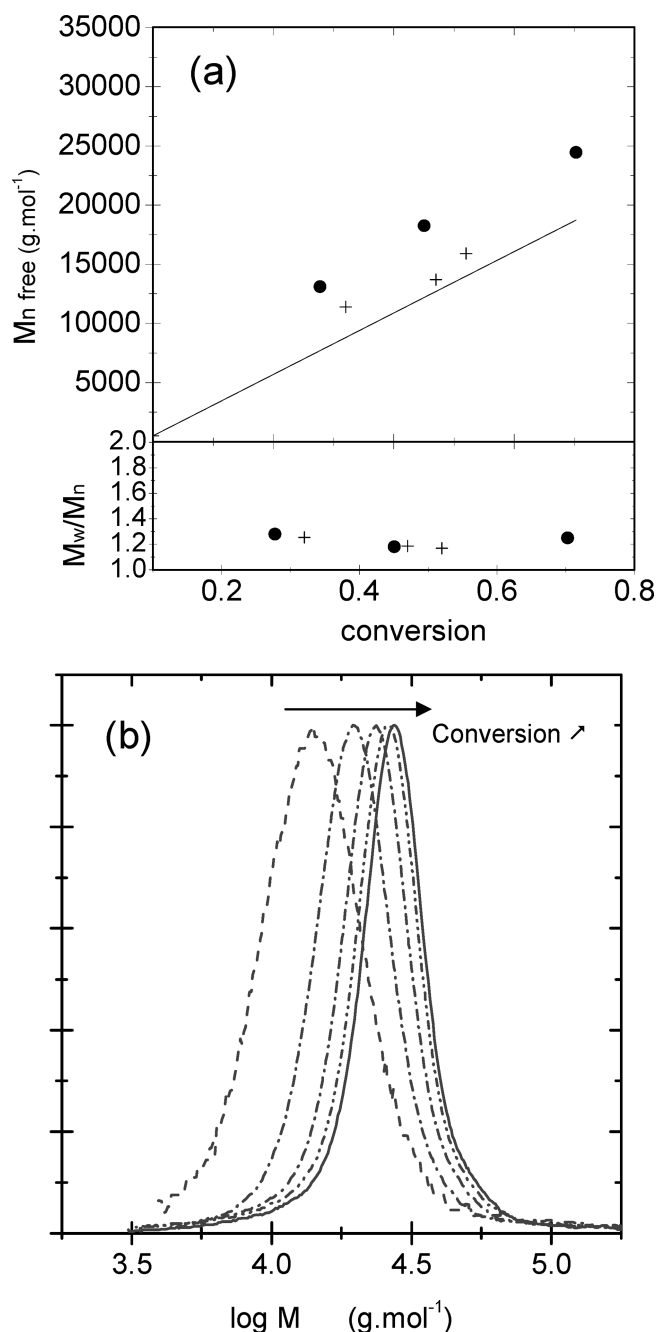 35000
(a)
30000
25000
20000
15000
10000
5000
Mn free (g.mol-1)
2.0
1.8
1.6
1.4
1.2
1.0
Mw/Mn
0.2 0.4 0.6 0.8
conversion
(b)
Conversion ↗
3.5 4.0 4.5 5.0
log M (g.mol-1)